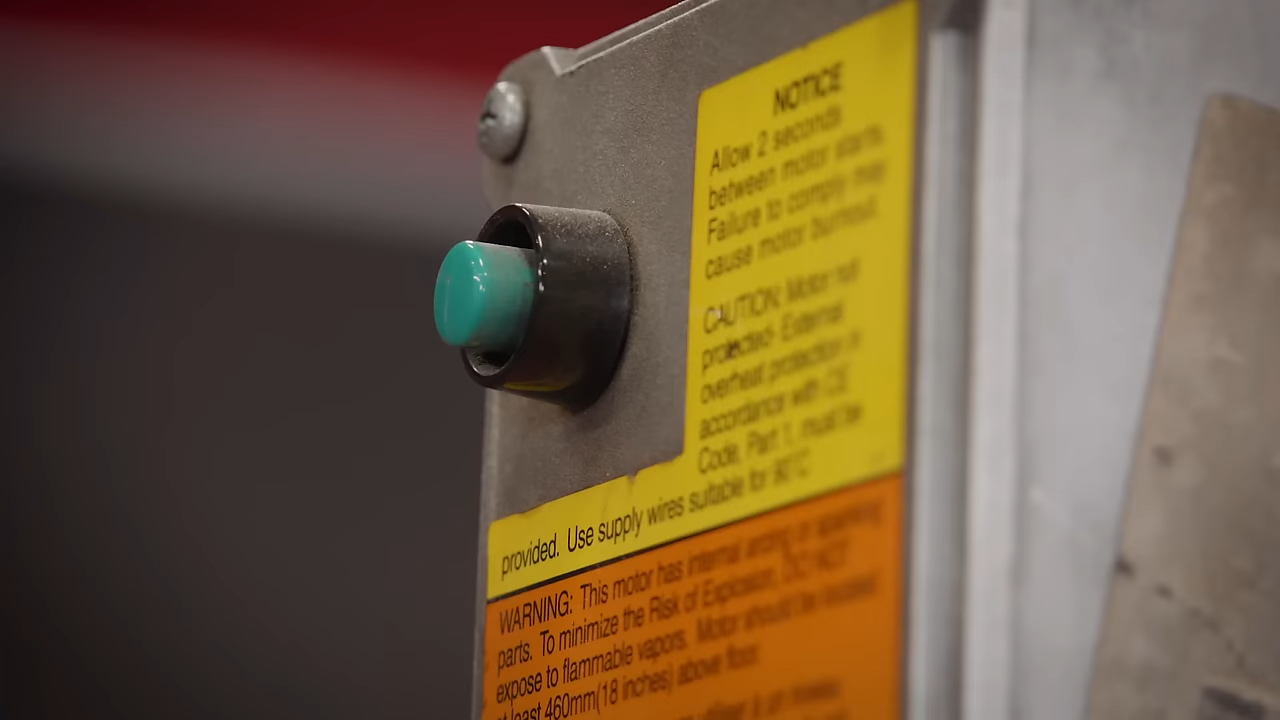 NOTICE
Allow 2 seconds
between motor starts.
Failure to comply may
cause motor burnout.
CAUTION: Motor not
protected- External
overheat protection in
accordance with CE
Code, Part 1, must be
provided. Use supply wires suitable for 90°C
WARNING: This motor has internal arcing or sparking
parts. To minimize the Risk of Explosion, DO NOT
expose to flammable vapors. Motor should be located
at least 460mm(18 inches) above floor.